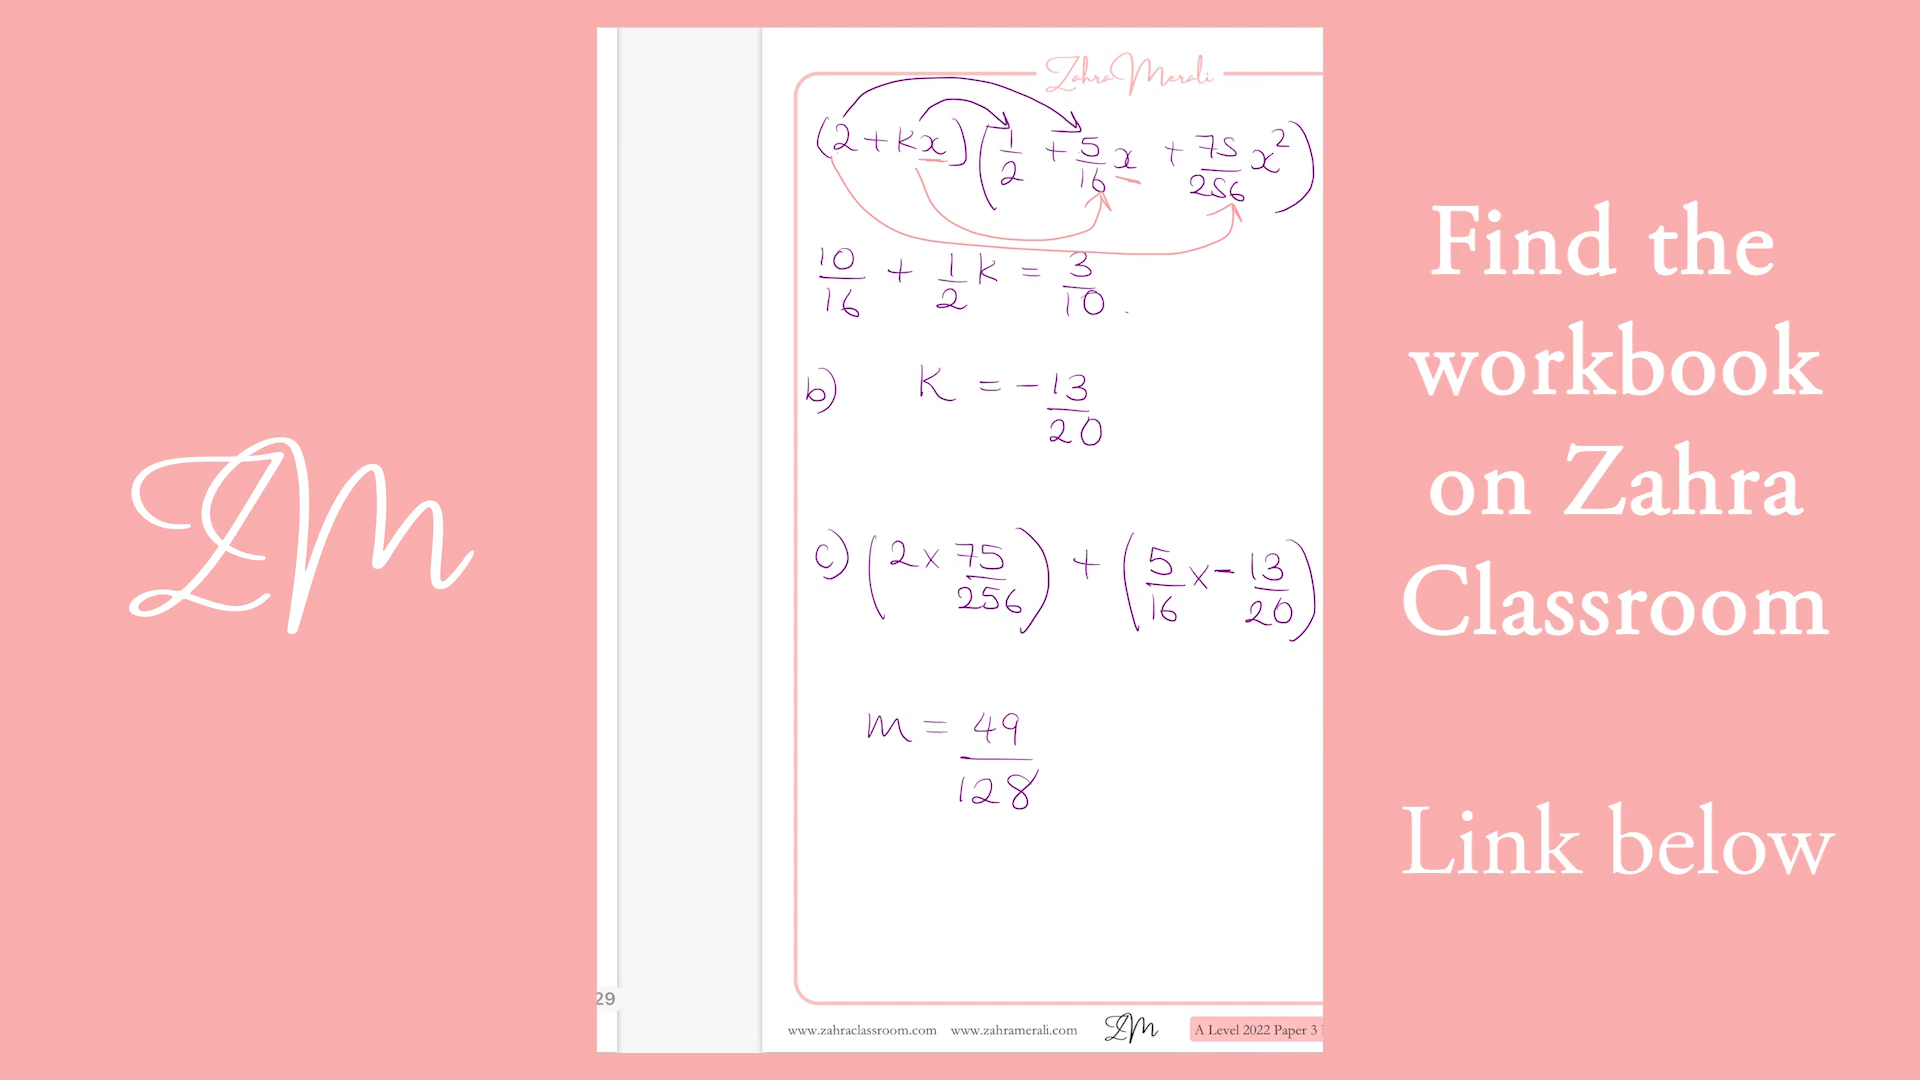 Zahra Merali
(2 + kx)(1/2 + 5/16 x + 75/256 x²)
10/16 + 1/2 k = 3/10
b) K = -13/20
c) (2 × 75/256) + (5/16 × -13/20)
m = 49/128
29
www.zahraclassroom.com www.zahramerali.com ZM A Level 2022 Paper 3
ZM
Find the
workbook
on Zahra
Classroom
Link below